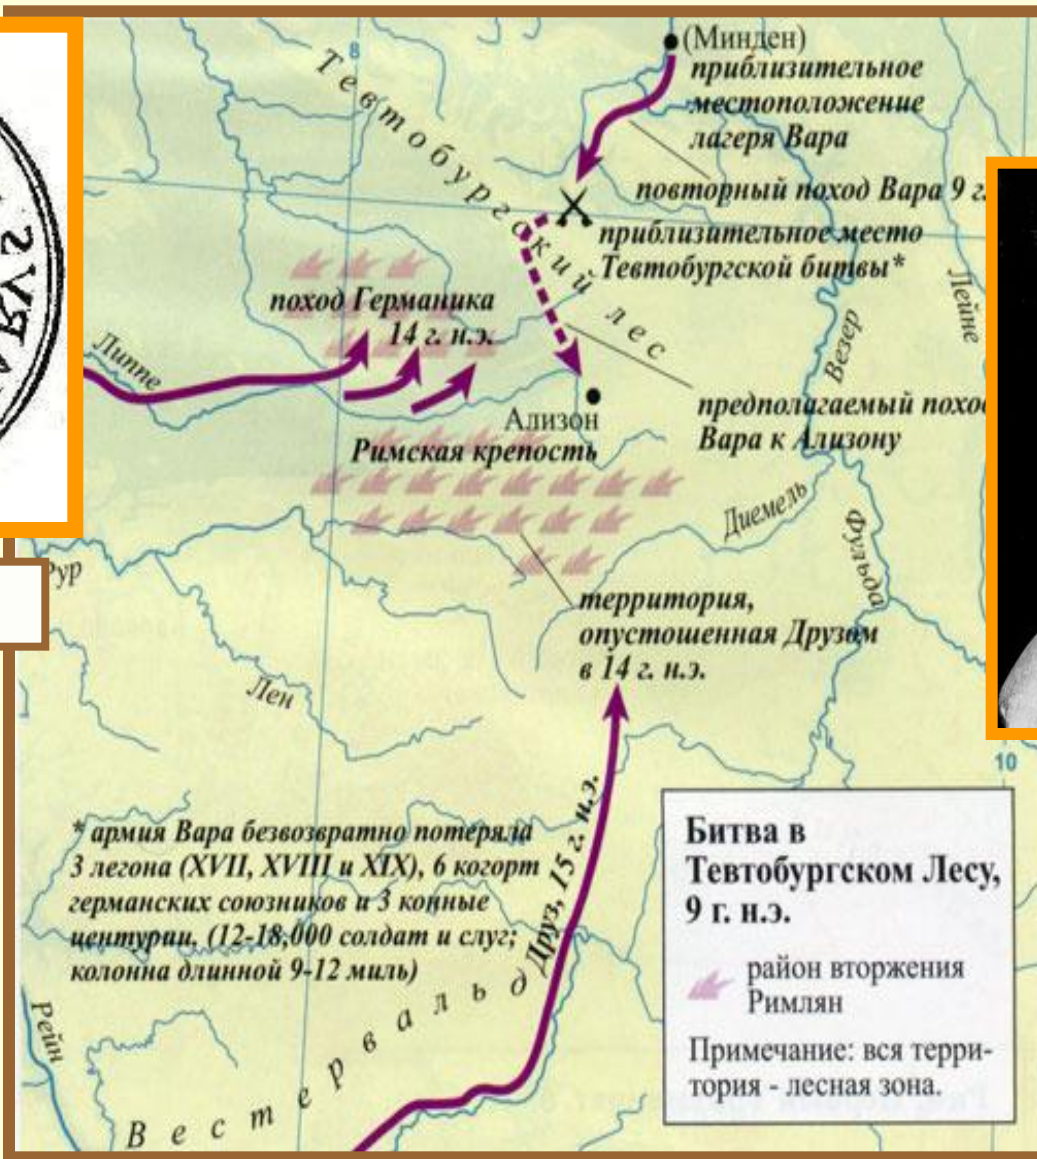 8
(Минден)
приблизительное
местоположение
лагеря Вара
Тевтобургский лес
повторный поход Вара 9 г.
приблизительное место
Тевтобургской битвы*
Лейне
поход Германика
14 г. н.э.
Липпе
Везер
Ализон
Римская крепость
предполагаемый
Вара к Ализону
Диемель
Фульда
территория,
опустошенная Друзом
в 14 г. н.э.
Лен
10
* армия Вара безвозвратно потеряла
3 легона (XVII, XVIII и XIX), 6 когорт
германских союзников и 3 конные
центурии. (12-18,000 солдат и слуг;
колонна длинной 9-12 миль)
Друз, 15 г. н.э.
Рейн
Вестервальд
Битва в
Тевтобургском Лесу,
9 г. н.э.
район вторжения
Римлян
Примечание: вся терри-
тория - лесная зона.